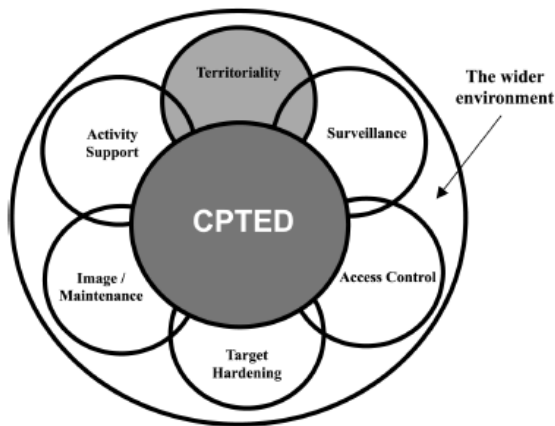 Territoriality
The wider
environment
Activity
Support
Surveillance
CPTED
Image /
Maintenance
Access Control
Target
Hardening